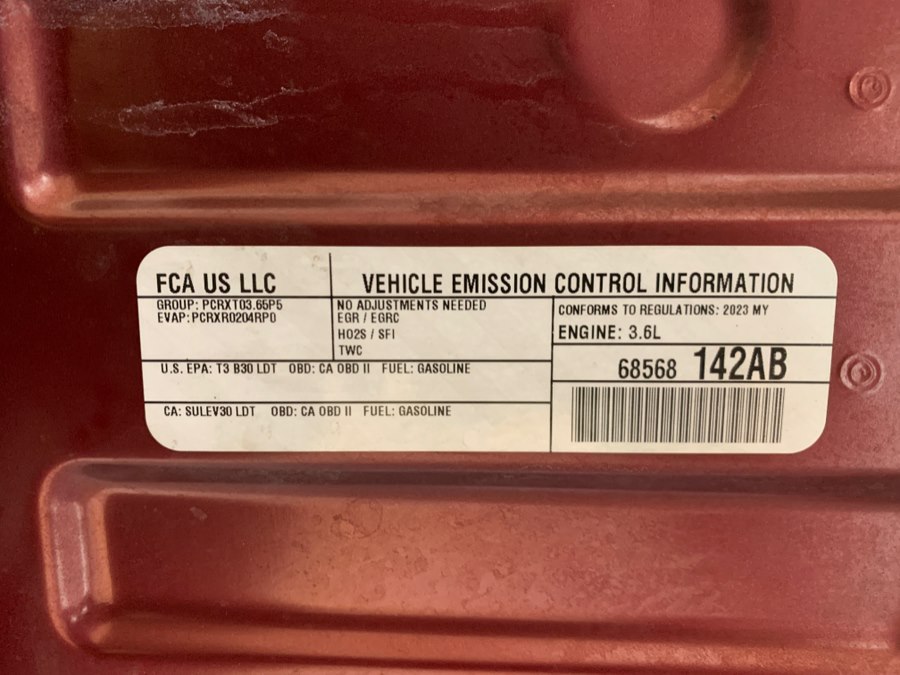 FCA US LLC
VEHICLE EMISSION CONTROL INFORMATION
GROUP: PCRXT03.65P5
EVAP: PCRXR0204RP0
NO ADJUSTMENTS NEEDED
EGR / EGRC
HO2S / SFI
TWC
CONFORMS TO REGULATIONS: 2023 MY
ENGINE: 3.6L
68568 142AB
U.S. EPA: T3 B30 LDT OBD: CA OBD II FUEL: GASOLINE
CA: SULEV30 LDT OBD: CA OBD II FUEL: GASOLINE